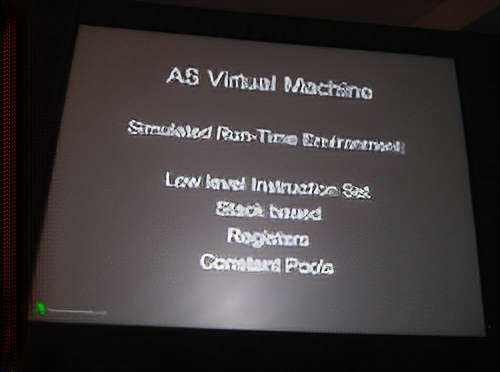 AS Virtual Machine
Simulated Run-Time Environment
Low level Instruction Set
Stack based
Registers
Constant Pools